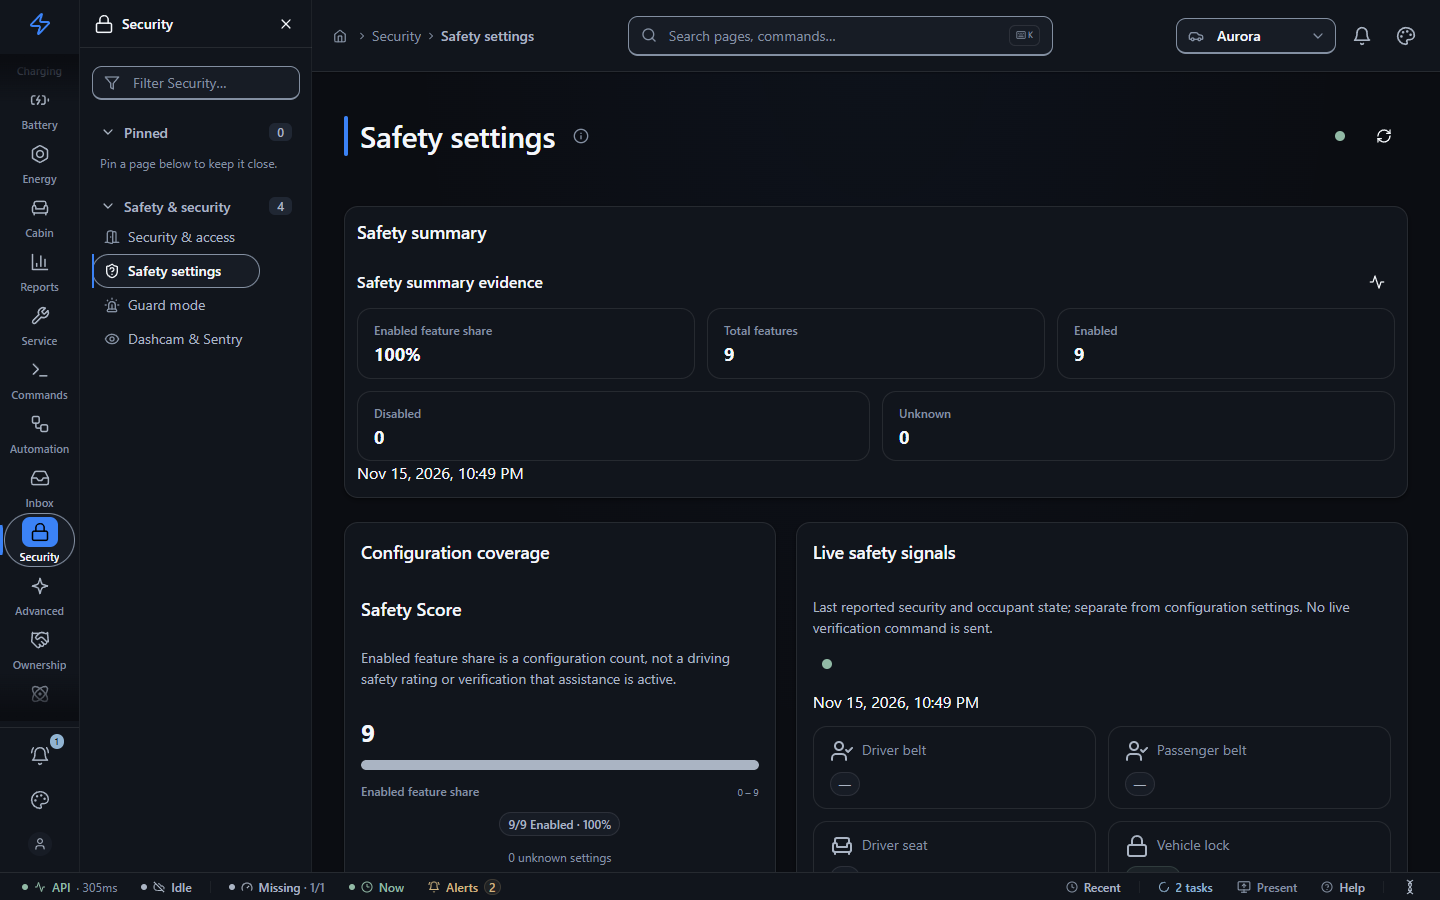 Charging
Battery
Energy
Cabin
Reports
Service
Commands
Automation
Inbox
Security
Advanced
Ownership
1
Security
Filter Security...
Pinned 0
Pin a page below to keep it close.
Safety & security 4
Security & access
Safety settings
Guard mode
Dashcam & Sentry
Security Safety settings
Search pages, commands... K
Aurora
Safety settings
Safety summary
Safety summary evidence
Enabled feature share
100%
Total features
9
Enabled
9
Disabled
0
Unknown
0
Nov 15, 2026, 10:49 PM
Configuration coverage
Safety Score
Enabled feature share is a configuration count, not a driving
safety rating or verification that assistance is active.
9
Enabled feature share 0 – 9
9/9 Enabled · 100%
0 unknown settings
Live safety signals
Last reported security and occupant state; separate from configuration settings. No live
verification command is sent.
Nov 15, 2026, 10:49 PM
Driver belt
—
Passenger belt
—
Driver seat
Vehicle lock
API · 305ms Idle Missing · 1/1 Now Alerts 2 Recent 2 tasks Present Help